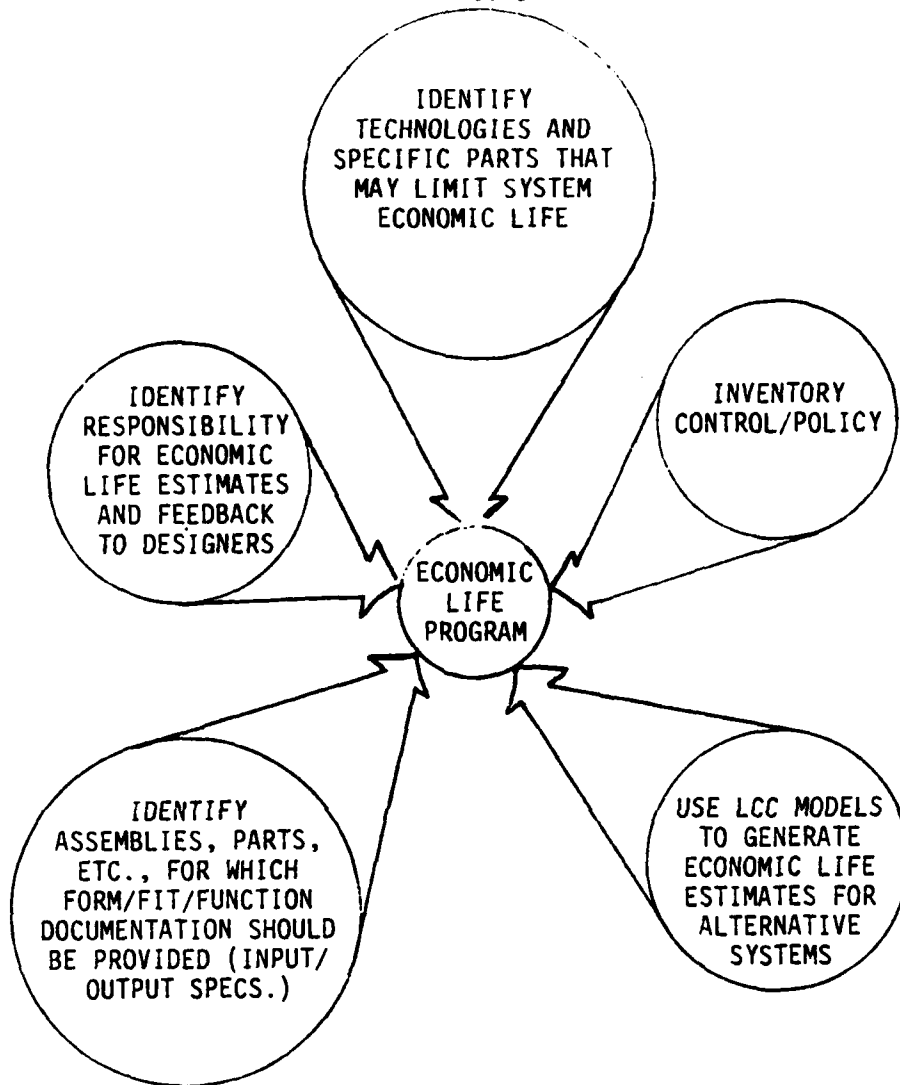 IDENTIFY
TECHNOLOGIES AND
SPECIFIC PARTS THAT
MAY LIMIT SYSTEM
ECONOMIC LIFE
INVENTORY
CONTROL/POLICY
IDENTIFY
RESPONSIBILITY
FOR ECONOMIC
LIFE ESTIMATES
AND FEEDBACK
TO DESIGNERS
ECONOMIC
LIFE
PROGRAM
IDENTIFY
ASSEMBLIES, PARTS,
ETC., FOR WHICH
FORM/FIT/FUNCTION
DOCUMENTATION SHOULD
BE PROVIDED (INPUT/
OUTPUT SPECS.)
USE LCC MODELS
TO GENERATE
ECONOMIC LIFE
ESTIMATES FOR
ALTERNATIVE
SYSTEMS